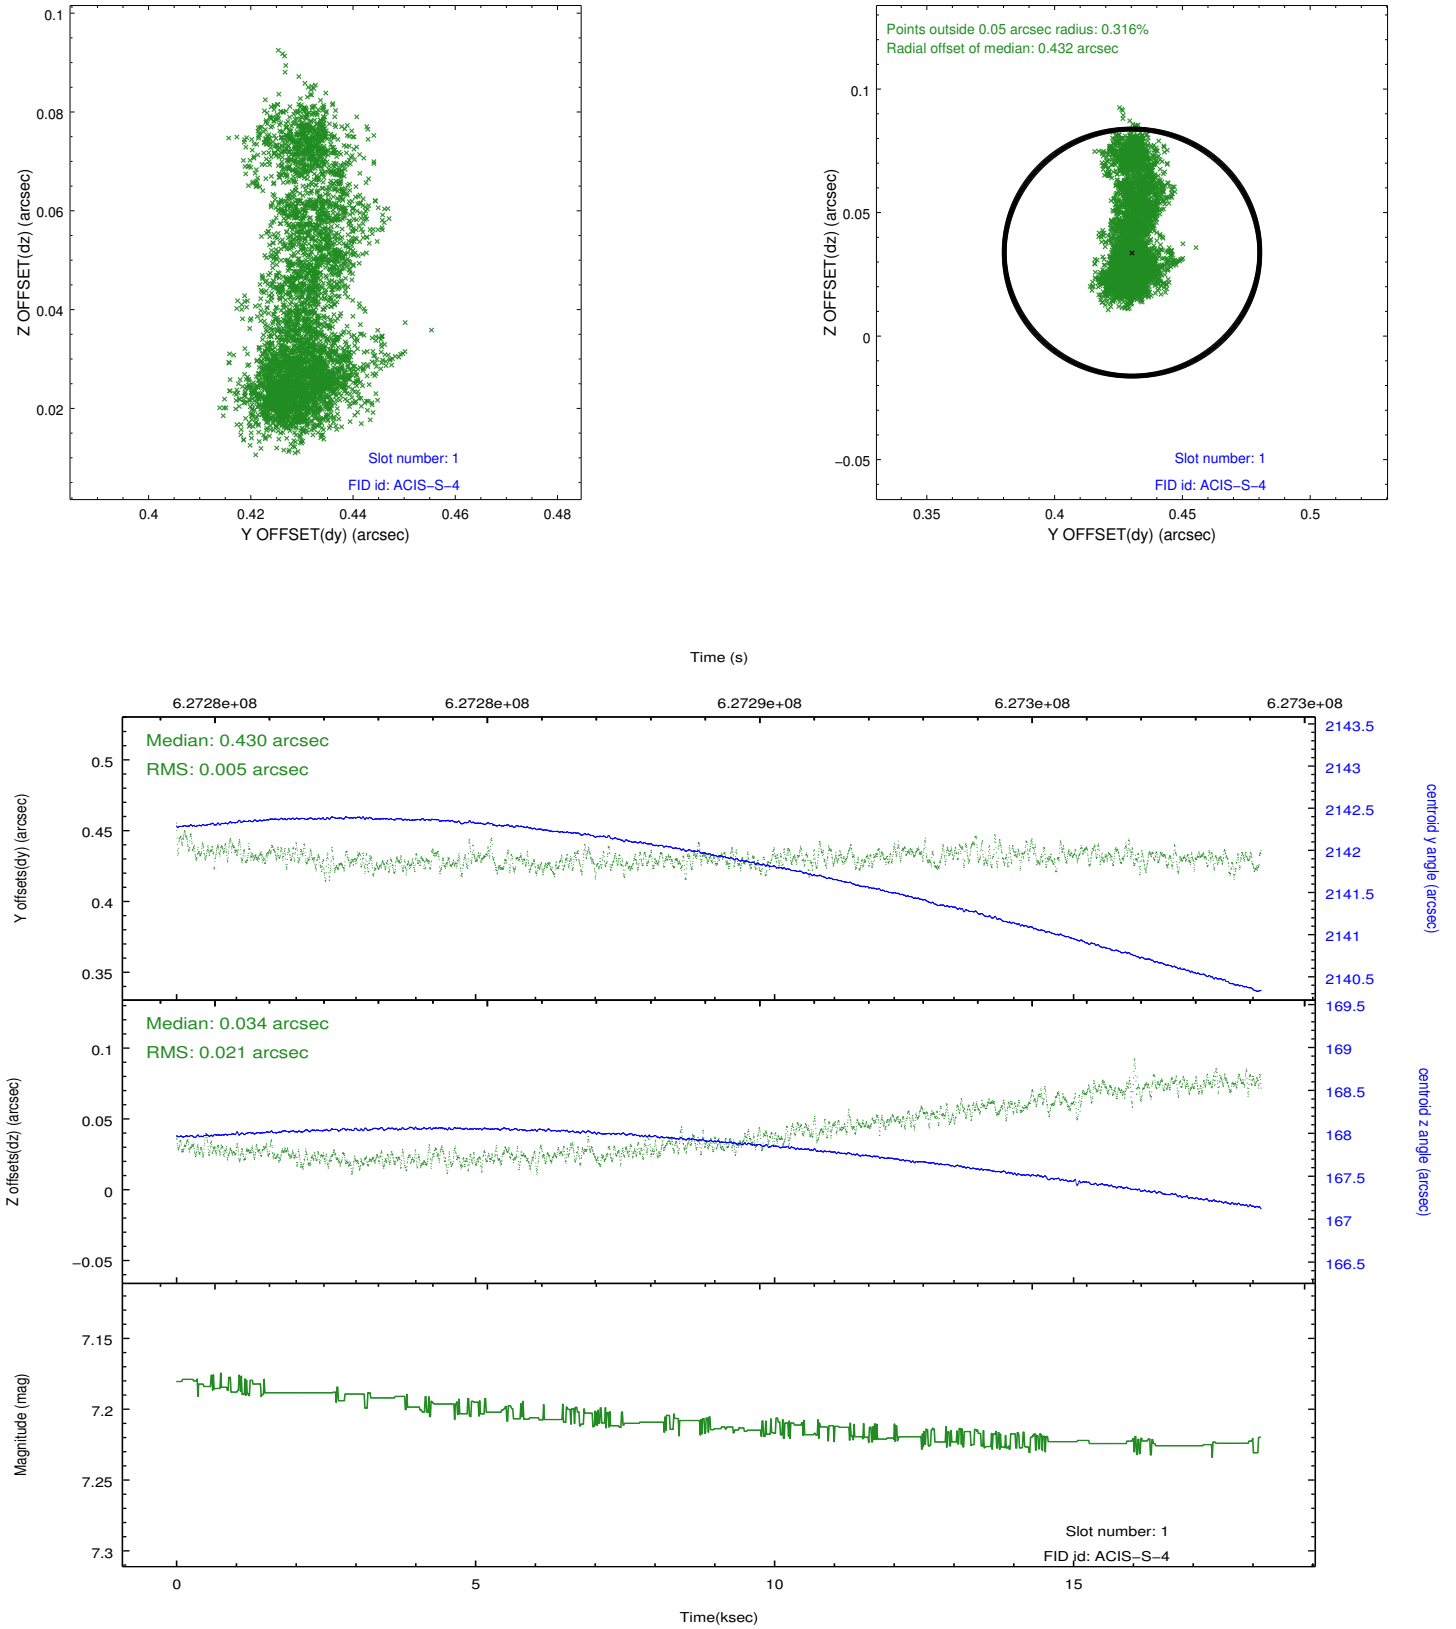 0.1
0.08
0.06
0.04
0.02
Z OFFSET(dz) (arcsec)
0.4
0.42
0.44
0.46
0.48
Y OFFSET(dy) (arcsec)
Slot number: 1
FID id: ACIS−S−4
Points outside 0.05 arcsec radius: 0.316%
Radial offset of median: 0.432 arcsec
0.1
0.05
0
−0.05
Z OFFSET(dz) (arcsec)
0.35
0.4
0.45
0.5
Y OFFSET(dy) (arcsec)
Slot number: 1
FID id: ACIS−S−4
Time (s)
6.2728e+08
6.2728e+08
6.2729e+08
6.273e+08
6.273e+08
Median: 0.430 arcsec
RMS: 0.005 arcsec
0.5
0.45
0.4
0.35
Y offsets(dy) (arcsec)
2143.5
2143
2142.5
2142
2141.5
2141
2140.5
centroid y angle (arcsec)
Median: 0.034 arcsec
RMS: 0.021 arcsec
0.1
0.05
0
−0.05
Z offsets(dz) (arcsec)
169.5
169
168.5
168
167.5
167
166.5
centroid z angle (arcsec)
7.15
7.2
7.25
7.3
Magnitude (mag)
Slot number: 1
FID id: ACIS−S−4
0
5
10
15
Time(ksec)